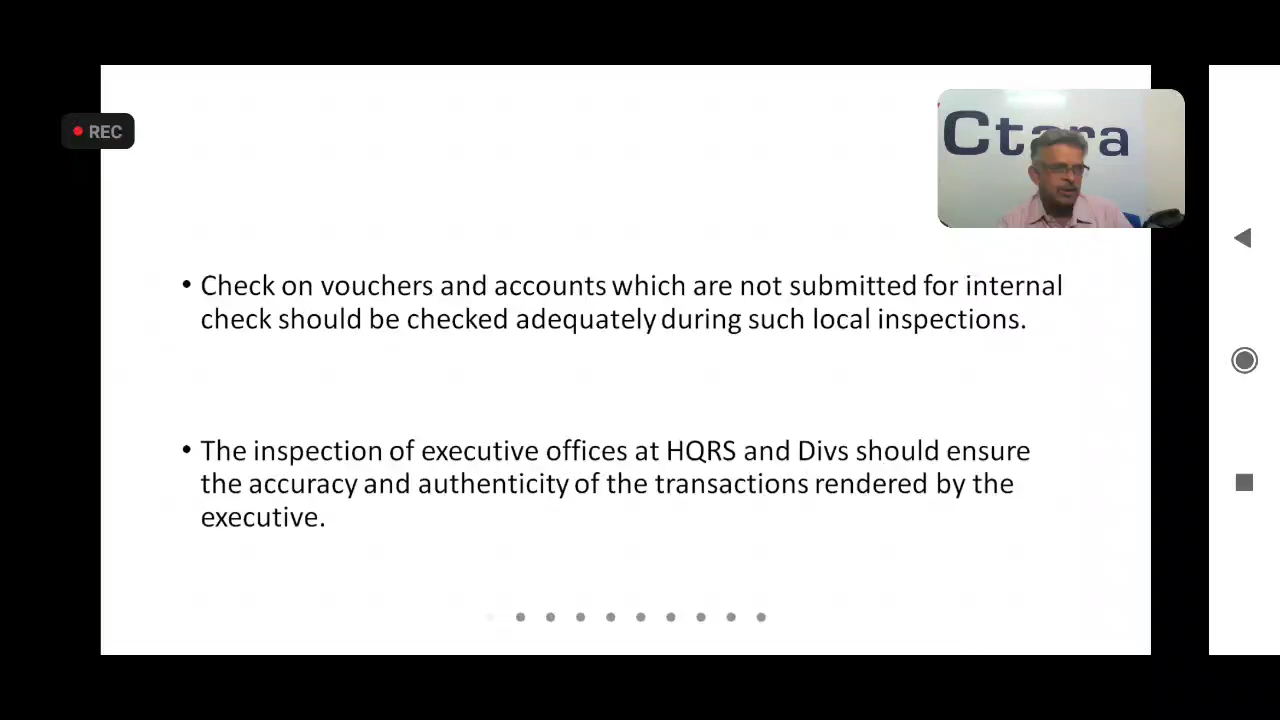 REC
Ctara
• Check on vouchers and accounts which are not submitted for internal
check should be checked adequately during such local inspections.
• The inspection of executive offices at HQRS and Divs should ensure
the accuracy and authenticity of the transactions rendered by the
executive.